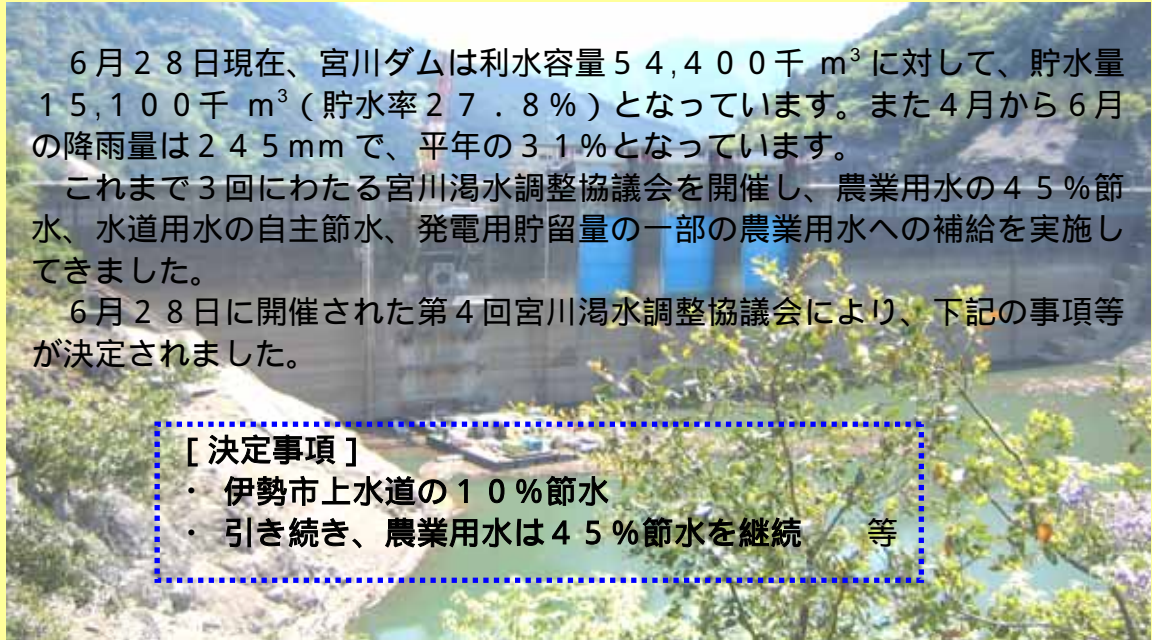 ６月２８日現在、宮川ダムは利水容量５４,４００千 m³ に対して、貯水量
１５,１００千 m³（貯水率２７．８％）となっています。また４月から６月
の降雨量は２４５mm で、平年の３１％となっています。
　これまで３回にわたる宮川渇水調整協議会を開催し、農業用水の４５％節
水、水道用水の自主節水、発電用貯留量の一部の農業用水への補給を実施し
てきました。
　６月２８日に開催された第４回宮川渇水調整協議会により、下記の事項等
が決定されました。
[ 決定事項 ]
・ 伊勢市上水道の１０％節水
・ 引き続き、農業用水は４５％節水を継続　　等